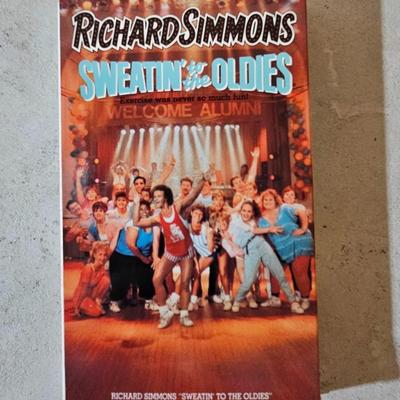 RICHARD SIMMONS
SWEATIN' to the OLDIES
Exercise was never so much fun!
WELCOME ALUMNI
RICHARD SIMMONS "SWEATIN' TO THE OLDIES"